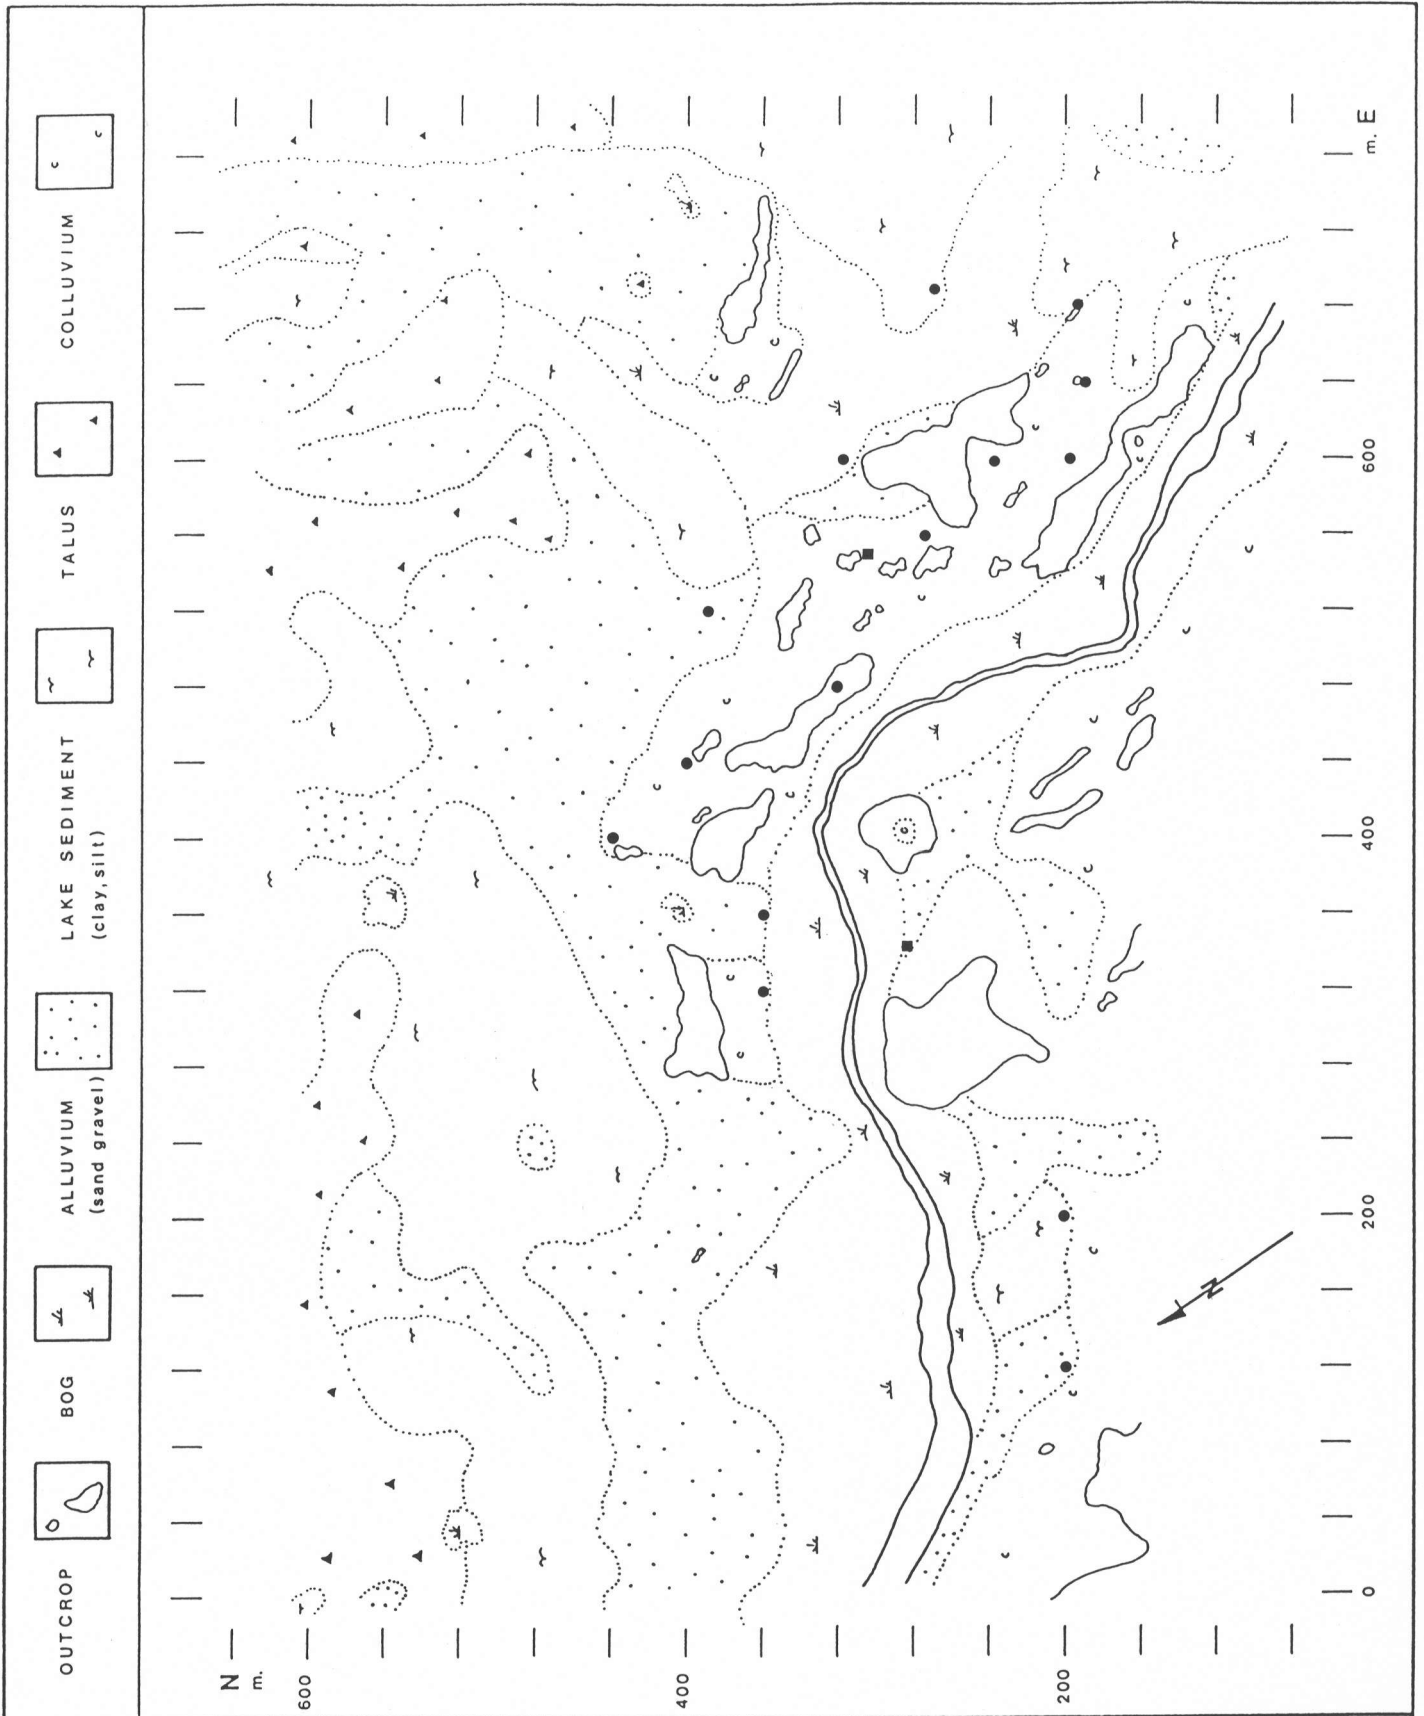 OUTCROP
BOG
ALLUVIUM
(sand gravel)
LAKE SEDIMENT
(clay, silt)
TALUS
COLLUVIUM
N
m.
600
400
200
0
200
400
600
m. E
N